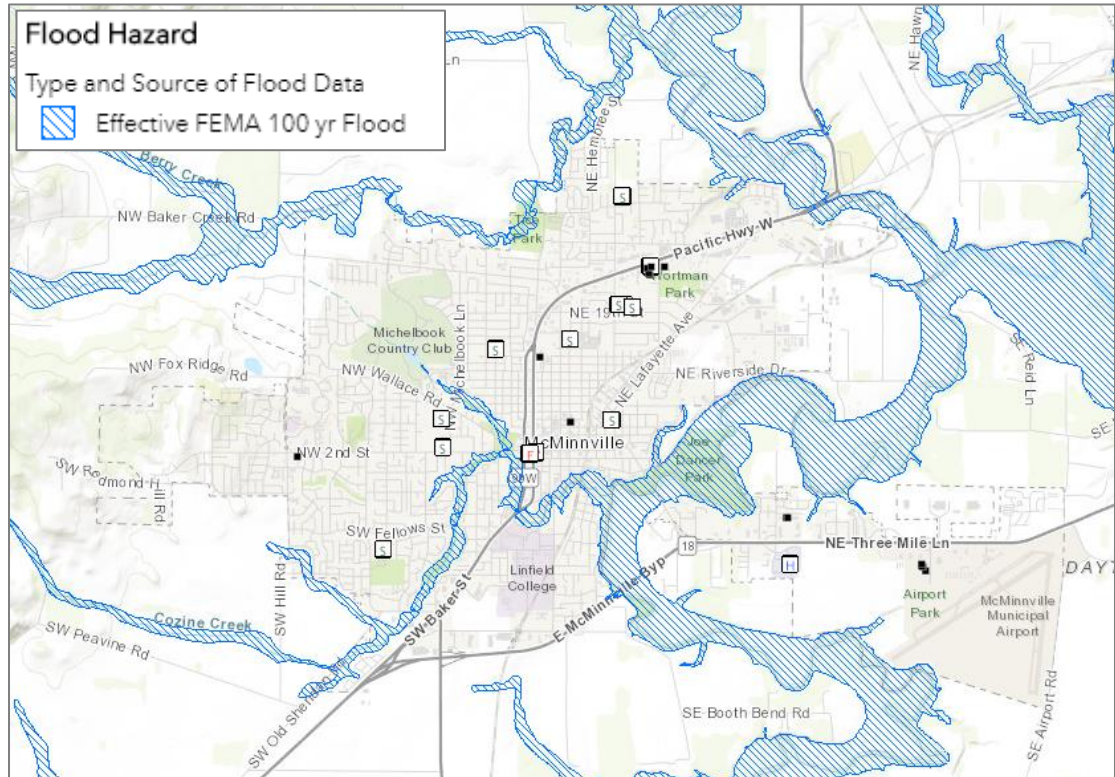 Flood Hazard
Type and Source of Flood Data
Effective FEMA 100 yr Flood
Ln
NE Hawn
NE Hembree St
Berry Creek
NW Baker Creek Rd
S
Park
Pacific Hwy W
Wortman
Park
NE 19th St
S
S
S
S
Michelbook
Country Club
NW Michelbook Ln
NE Lafayette Ave
NW Fox Ridge Rd
NW Wallace Rd
NE Riverside Dr
SE Reid Ln
S
S
S
McMinnville
F
99W
Joe
Dancer
Park
SE
NW 2nd St
SW Redmond Hill Rd
SW Fellows St
S
18
NE Three Mile Ln
H
DAYT
Linfield
College
E McMinnville Byp
Airport
Park
McMinnville
Municipal
Airport
SW Hill Rd
SW Baker St
Cozine Creek
SW Peavine Rd
SW Old Sheridan
SE Booth Bend Rd
SE Airport Rd